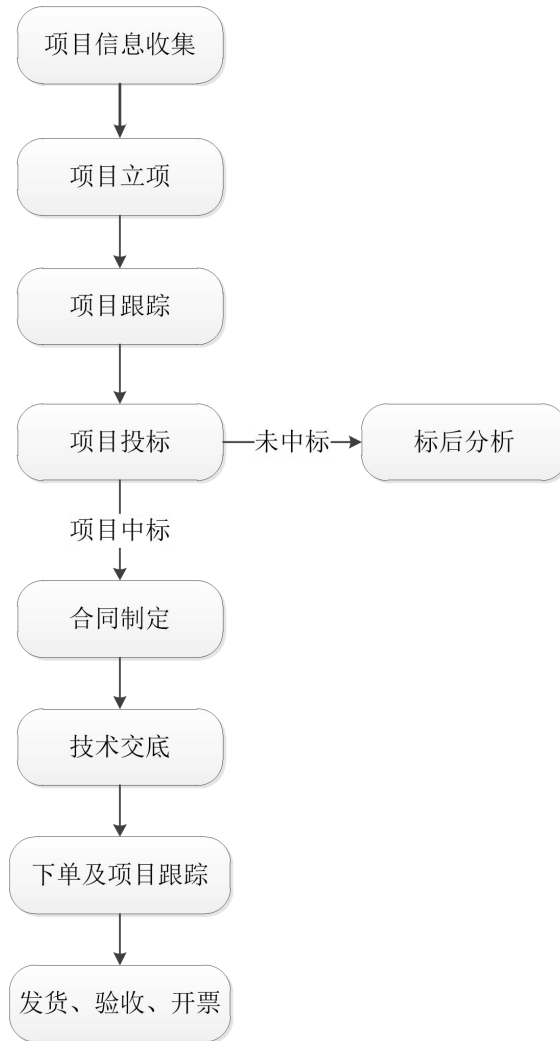 项目信息收集
项目立项
项目跟踪
项目投标
未中标
标后分析
项目中标
合同制定
技术交底
下单及项目跟踪
发货、验收、开票